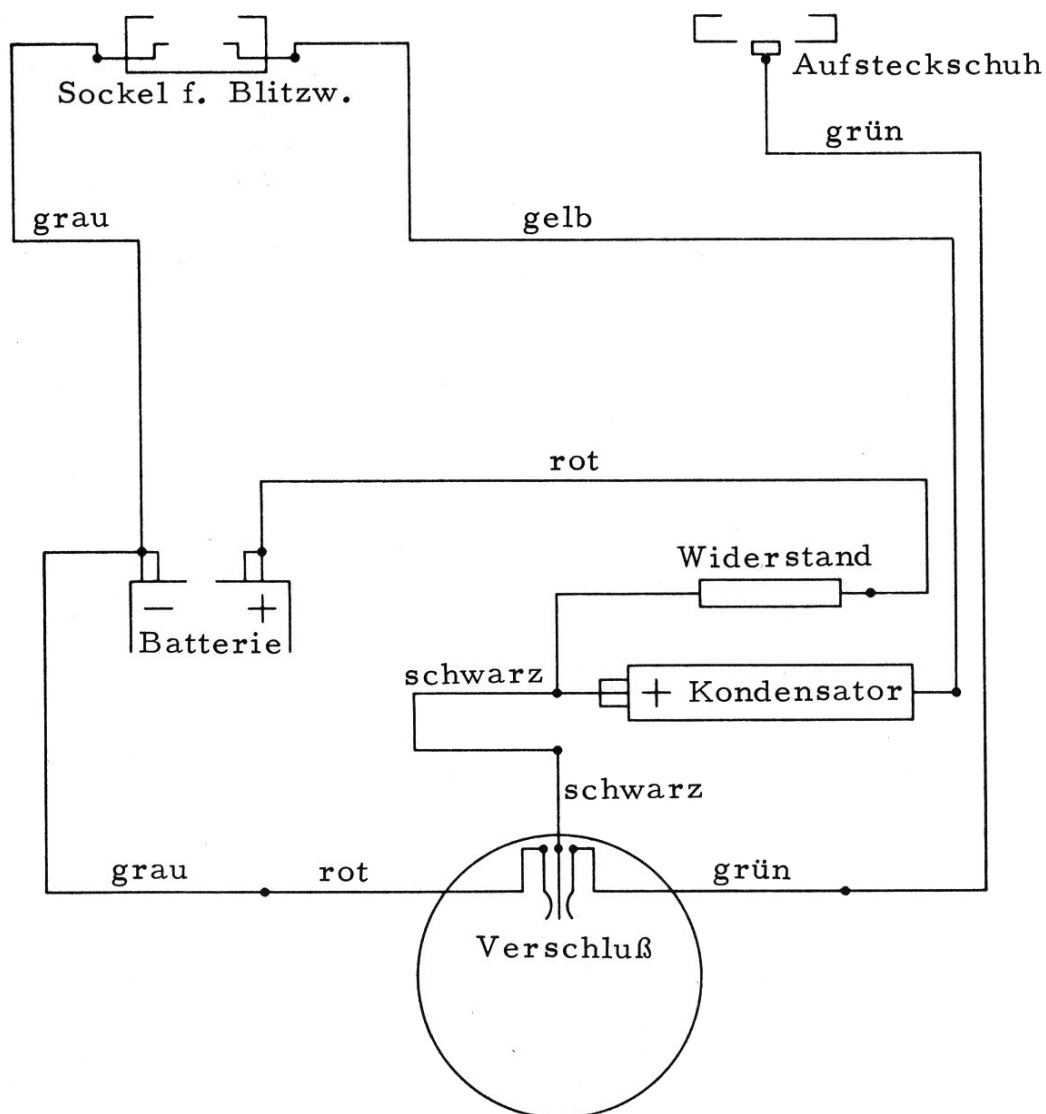 Sockel f. Blitzw.
Aufsteckschuh
grün
grau
gelb
rot
Widerstand
− +
Batterie
schwarz
+ Kondensator
schwarz
grau
rot
grün
Verschluß